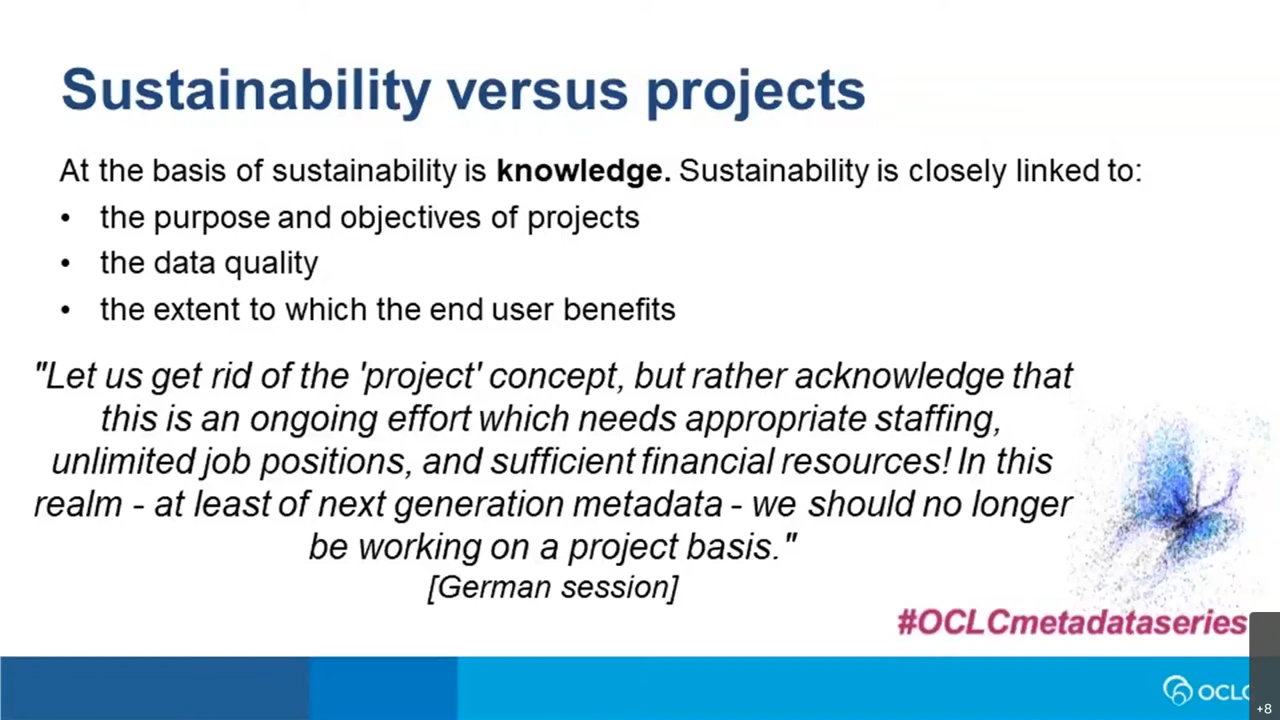 Sustainability versus projects
At the basis of sustainability is knowledge. Sustainability is closely linked to:
• the purpose and objectives of projects
• the data quality
• the extent to which the end user benefits
"Let us get rid of the 'project' concept, but rather acknowledge that
this is an ongoing effort which needs appropriate staffing,
unlimited job positions, and sufficient financial resources! In this
realm - at least of next generation metadata - we should no longer
be working on a project basis."
[German session]
#OCLCmetadataseries
OCLC
+8